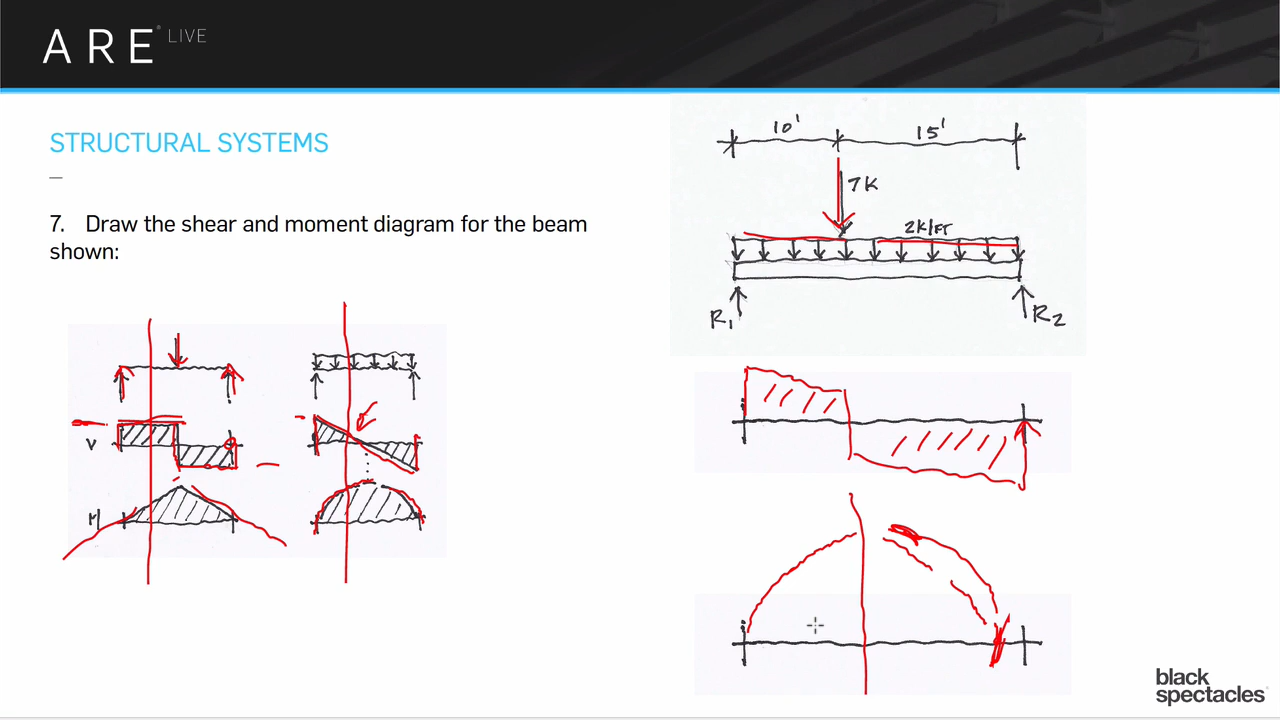 ARE® LIVE
STRUCTURAL SYSTEMS
7. Draw the shear and moment diagram for the beam
shown:
10' 15'
7K
2K/FT
R1 R2
V
M
black
spectacles